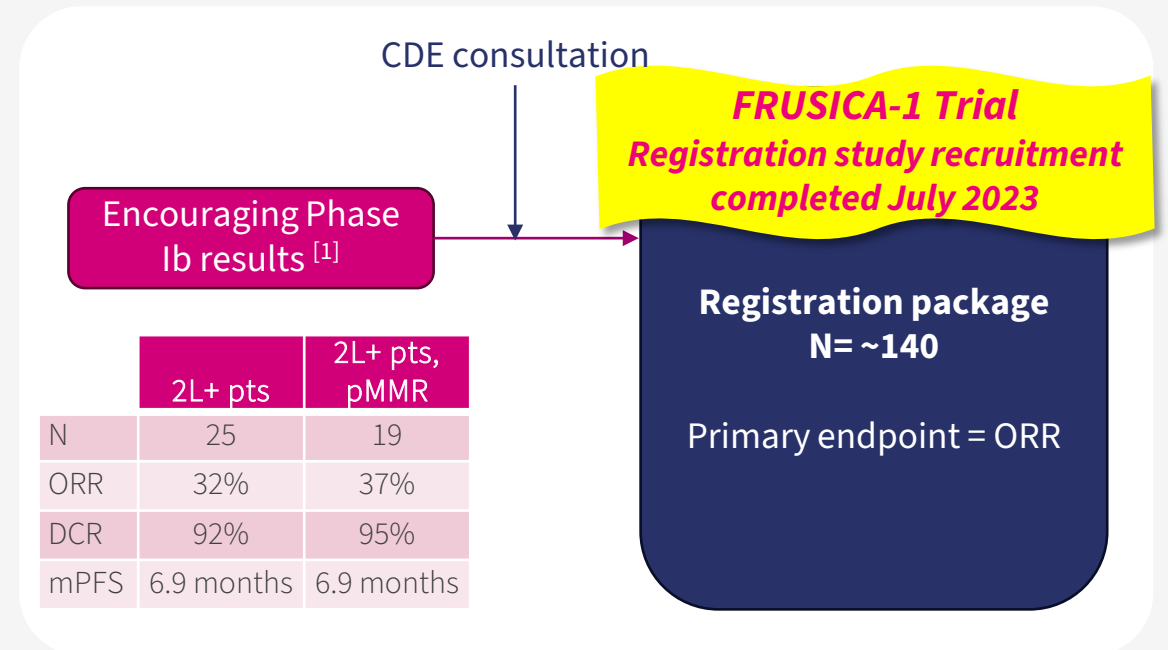 CDE consultation
FRUSICA-1 Trial
Registration study recruitment
completed July 2023
Encouraging Phase
Ib results [1]
Registration package
N= ~140
Primary endpoint = ORR
2L+ pts 2L+ pts,
pMMR
N 25 19
ORR 32% 37%
DCR 92% 95%
mPFS 6.9 months 6.9 months